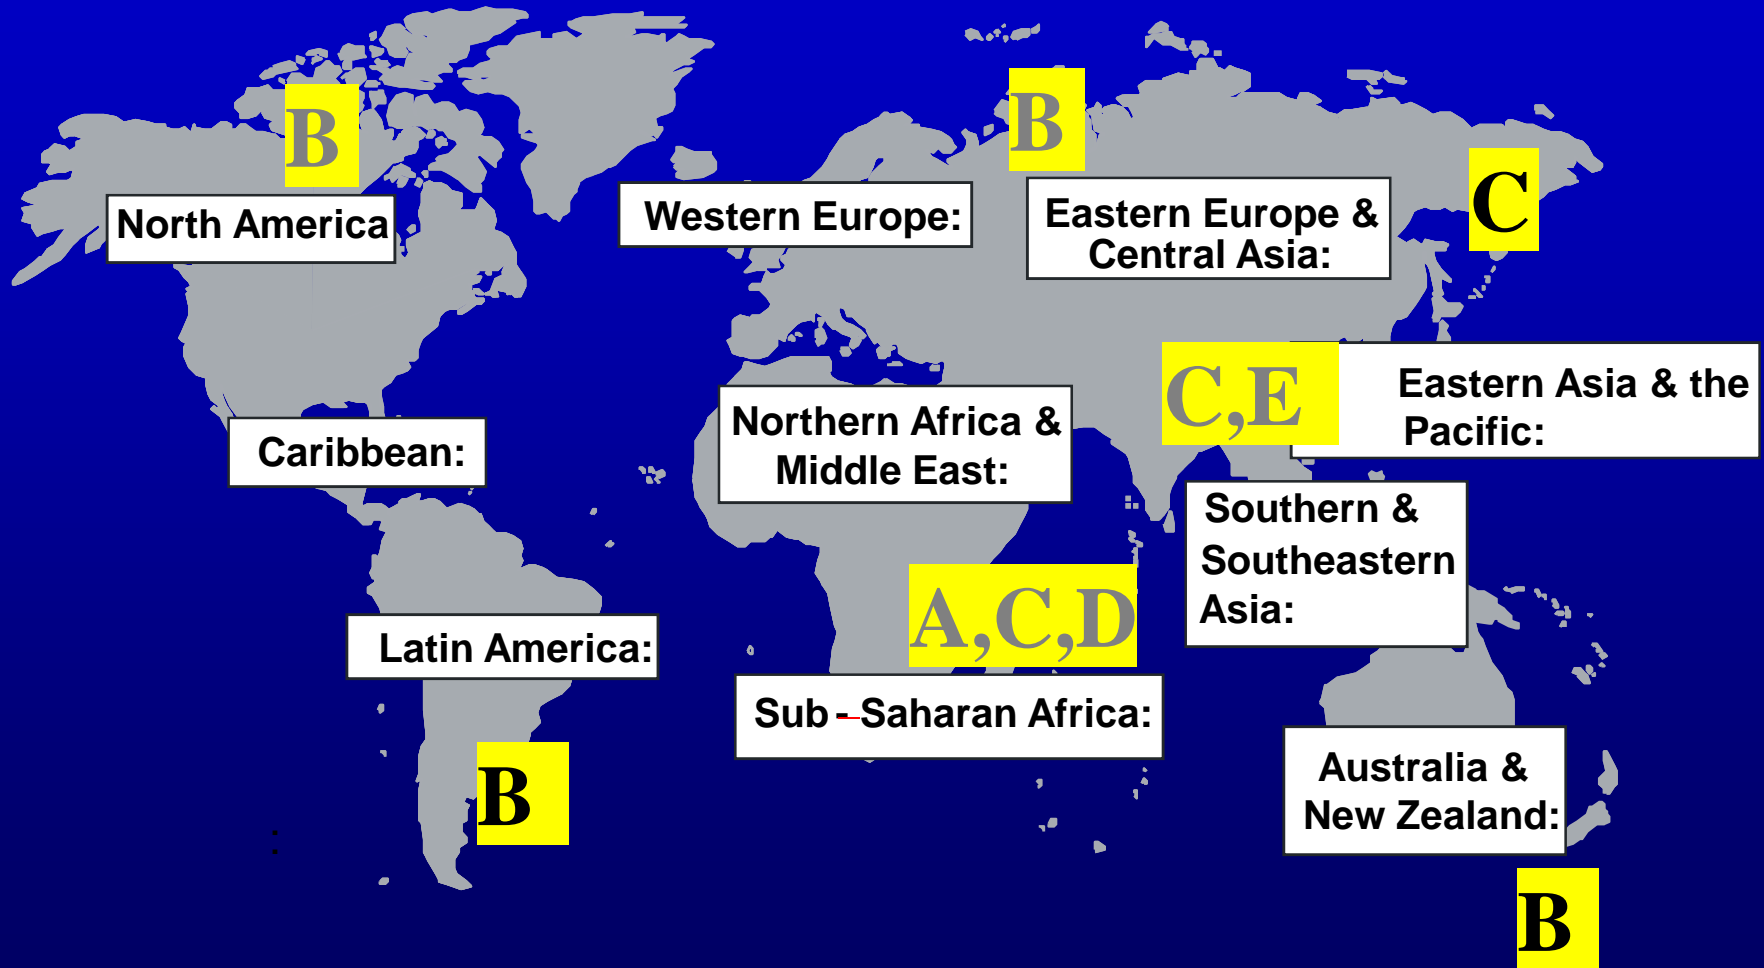 B
B
C
North America
Western Europe:
Eastern Europe &
Central Asia:
C,E
Eastern Asia & the
Pacific:
Northern Africa &
Middle East:
Caribbean:
Southern &
Southeastern
Asia:
A,C,D
Latin America:
Sub - Saharan Africa:
B
Australia &
New Zealand:
:
B